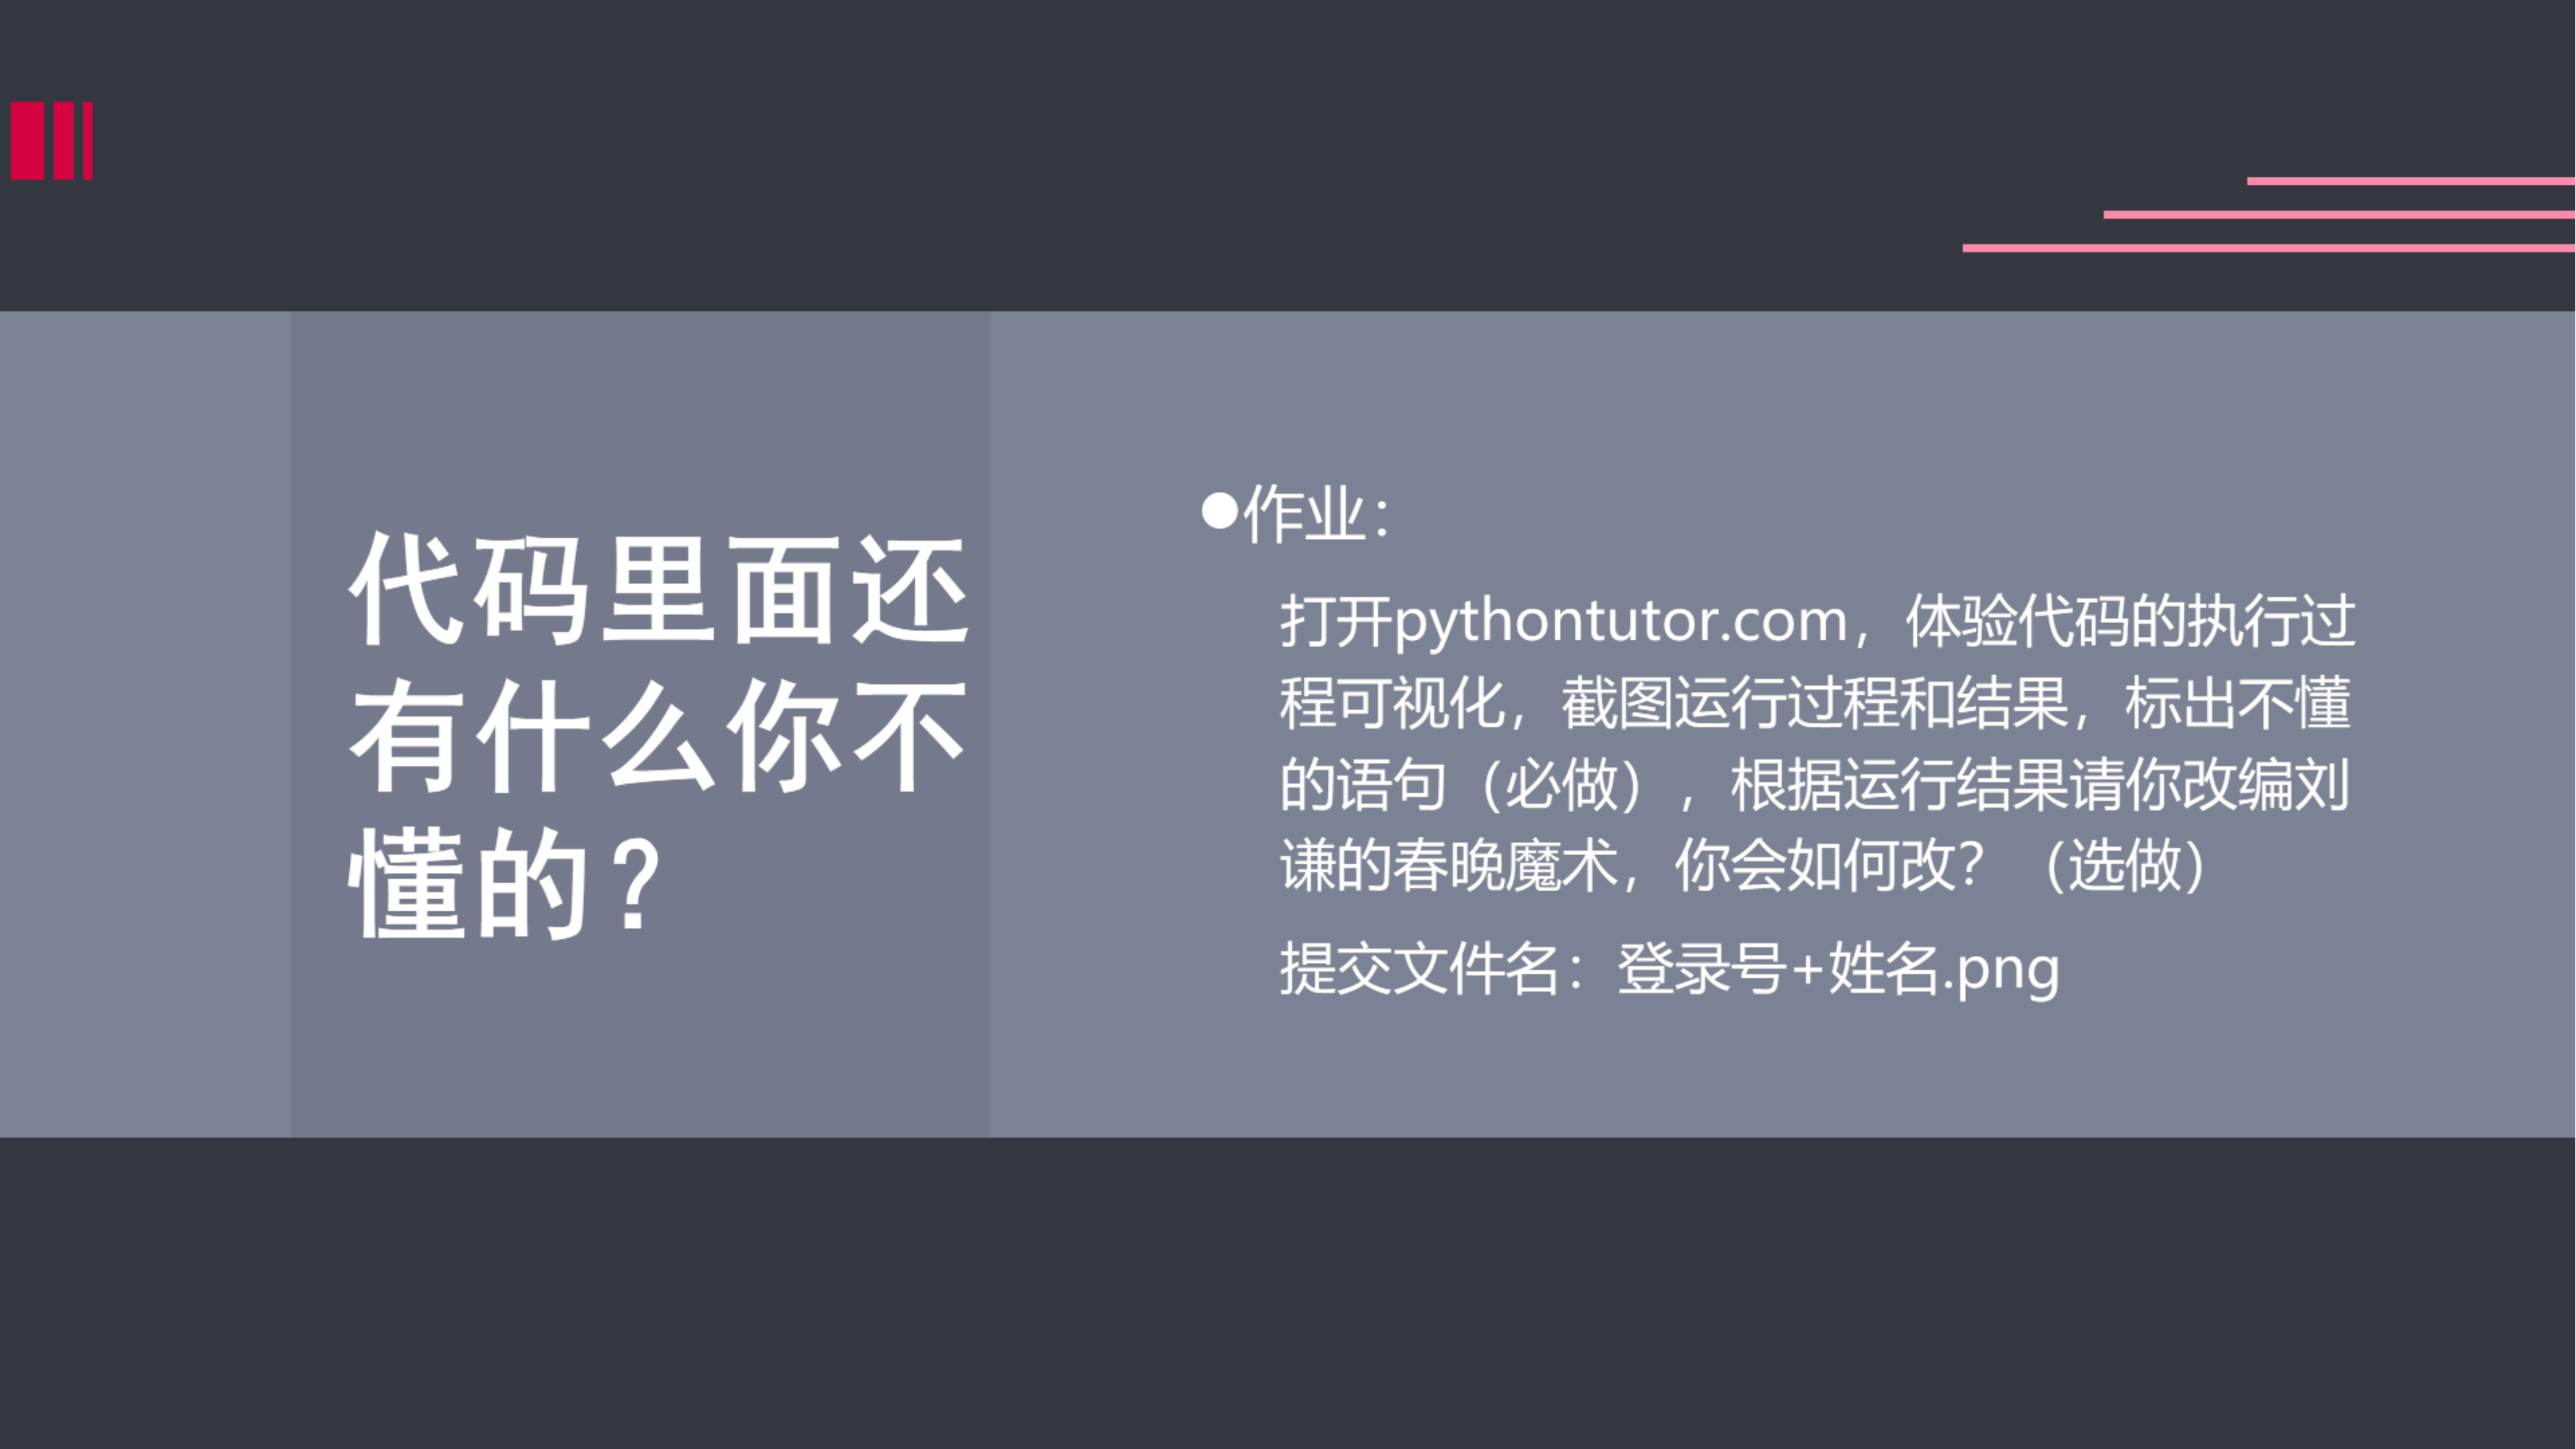 代码里面还
有什么你不
懂的？
●作业：
打开pythontutor.com，体验代码的执行过
程可视化，截图运行过程和结果，标出不懂
的语句（必做），根据运行结果请你改编刘
谦的春晚魔术，你会如何改？（选做）
提交文件名：登录号+姓名.png